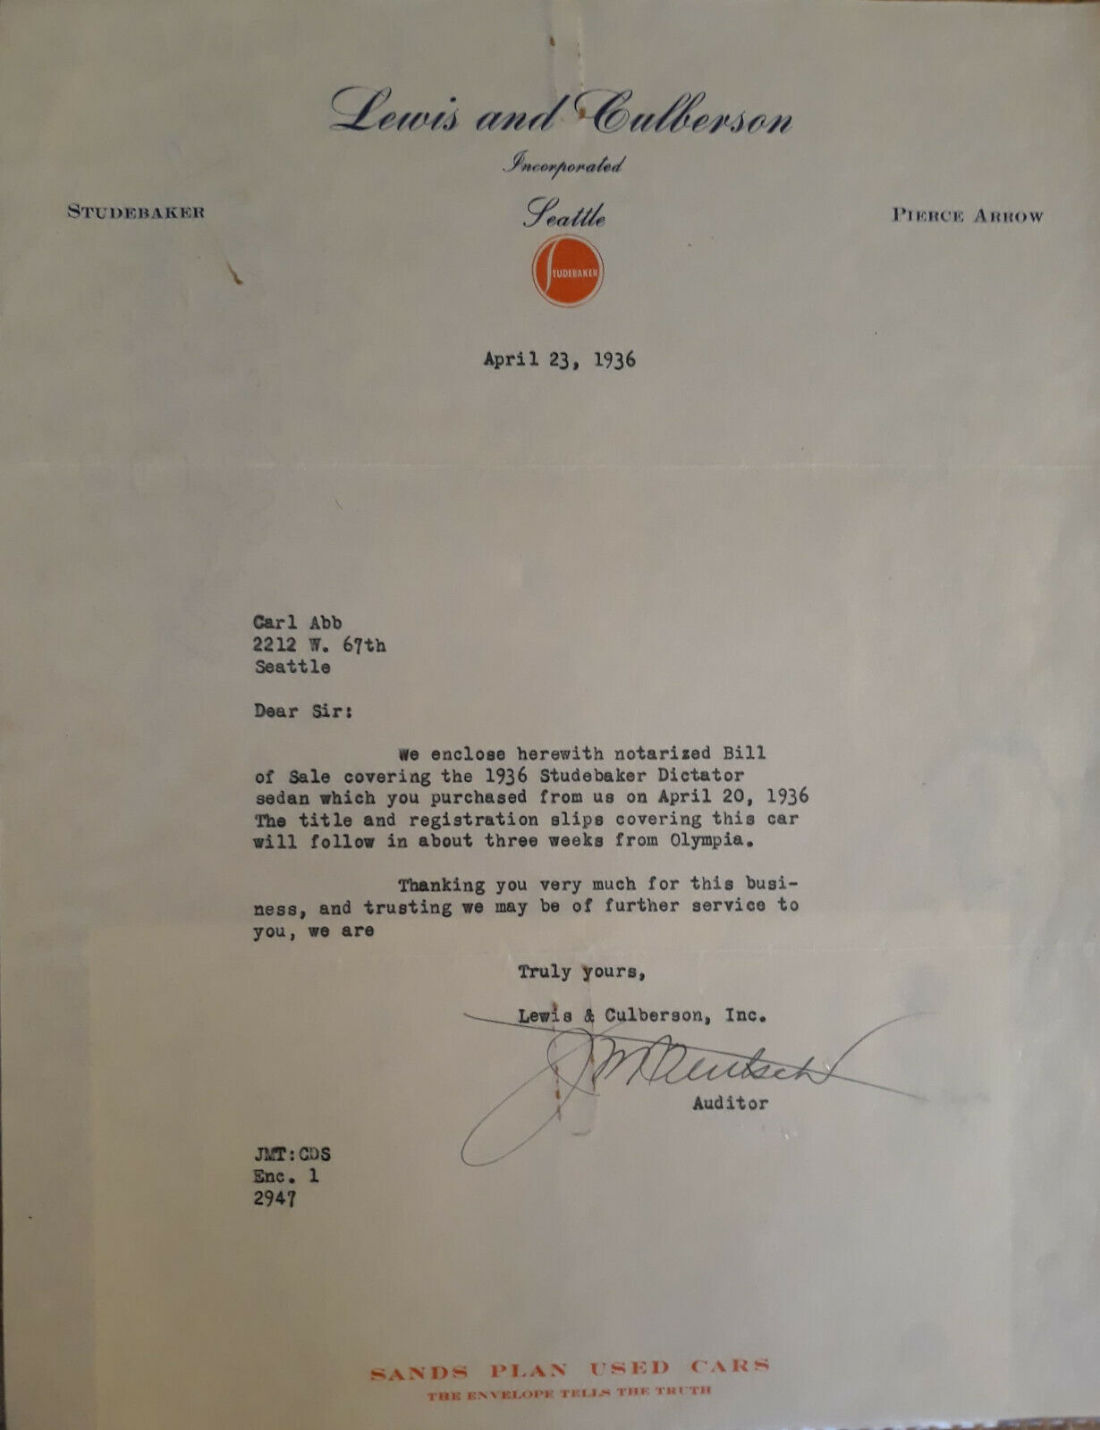 Lewis and Culberson
Incorporated
STUDEBAKER Seattle PIERCE ARROW
STUDEBAKER
April 23, 1936
Carl Abb
2212 W. 67th
Seattle
Dear Sir:
We enclose herewith notarized Bill
of Sale covering the 1936 Studebaker Dictator
sedan which you purchased from us on April 20, 1936
The title and registration slips covering this car
will follow in about three weeks from Olympia.
Thanking you very much for this busi-
ness, and trusting we may be of further service to
you, we are
Truly yours,
Lewis & Culberson, Inc.
Auditor
JMT:CDS
Enc. 1
2947
SANDS PLAN USED CARS
THE ENVELOPE TELLS THE TRUTH